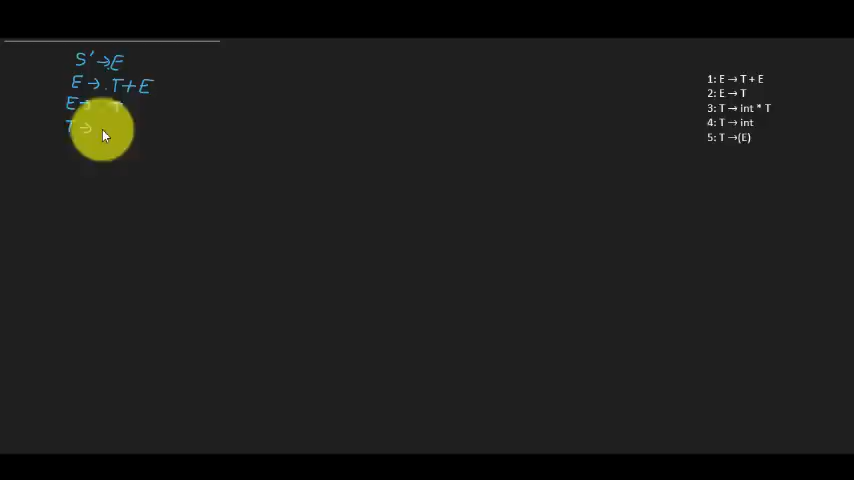 S' → .E
E → .T+E
E → .T
T →
1: E → T + E
2: E → T
3: T → int * T
4: T → int
5: T →(E)